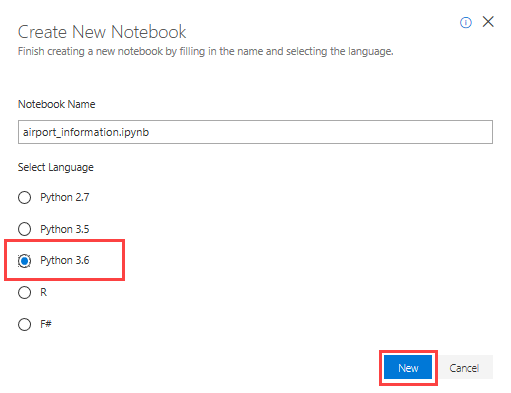 Create New Notebook
Finish creating a new notebook by filling in the name and selecting the language.
Notebook Name
airport_information.ipynb
Select Language
Python 2.7
Python 3.5
Python 3.6
R
F#
New Cancel